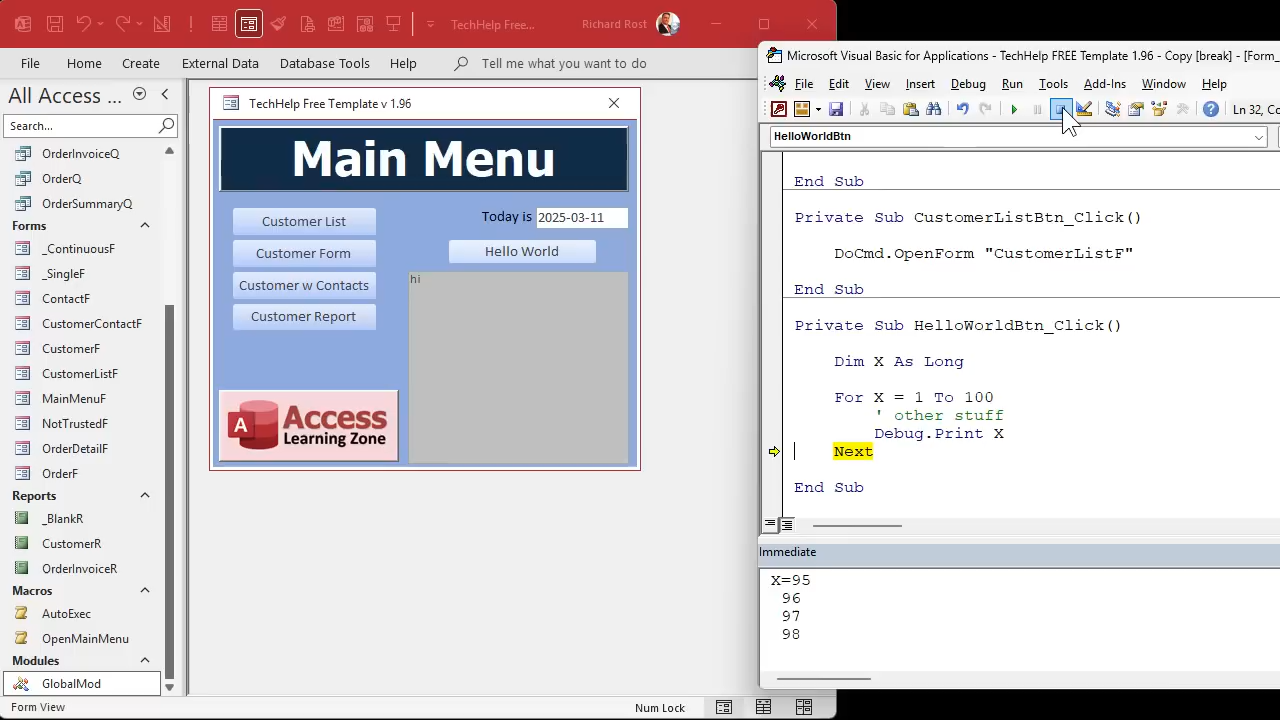 TechHelp Free...
Richard Rost
File
Home
Create
External Data
Database Tools
Help
Tell me what you want to do
All Access ...
Search...
OrderInvoiceQ
OrderQ
OrderSummaryQ
Forms
_ContinuousF
_SingleF
ContactF
CustomerContactF
CustomerF
CustomerListF
MainMenuF
NotTrustedF
OrderDetailF
OrderF
Reports
_BlankR
CustomerR
OrderInvoiceR
Macros
AutoExec
OpenMainMenu
Modules
GlobalMod
Form View
Num Lock
TechHelp Free Template v 1.96
Main Menu
Customer List
Customer Form
Customer w Contacts
Customer Report
Today is 2025-03-11
Hello World
hi
A
Access
Learning Zone
Microsoft Visual Basic for Applications - TechHelp FREE Template 1.96 - Copy [break] - [Form_
File Edit View Insert Format Debug Run Tools Add-Ins Window Help
Ln 32, Co
HelloWorldBtn
End Sub
Private Sub CustomerListBtn_Click()
DoCmd.OpenForm "CustomerListF"
End Sub
Private Sub HelloWorldBtn_Click()
Dim X As Long
For X = 1 To 100
' other stuff
Debug.Print X
Next
End Sub
Immediate
X=95
96
97
98